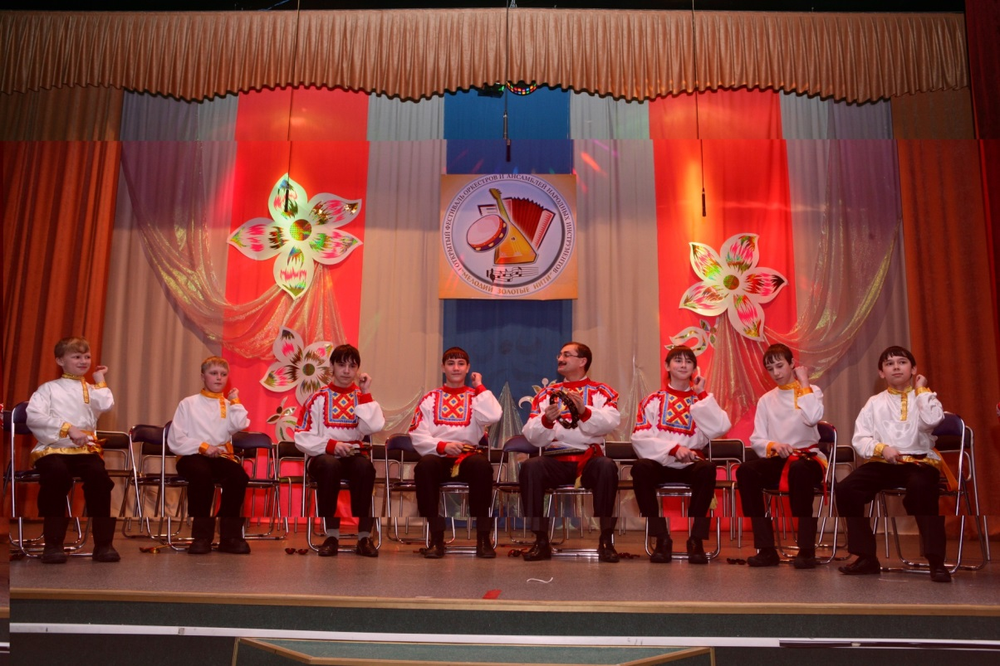 ОТКРЫТЫЙ ФЕСТИВАЛЬ ОРКЕСТРОВ И АНСАМБЛЕЙ НАРОДНЫХ ИНСТРУМЕНТОВ
"МЕЛОДИЙ ЗОЛОТЫЕ НИТИ"